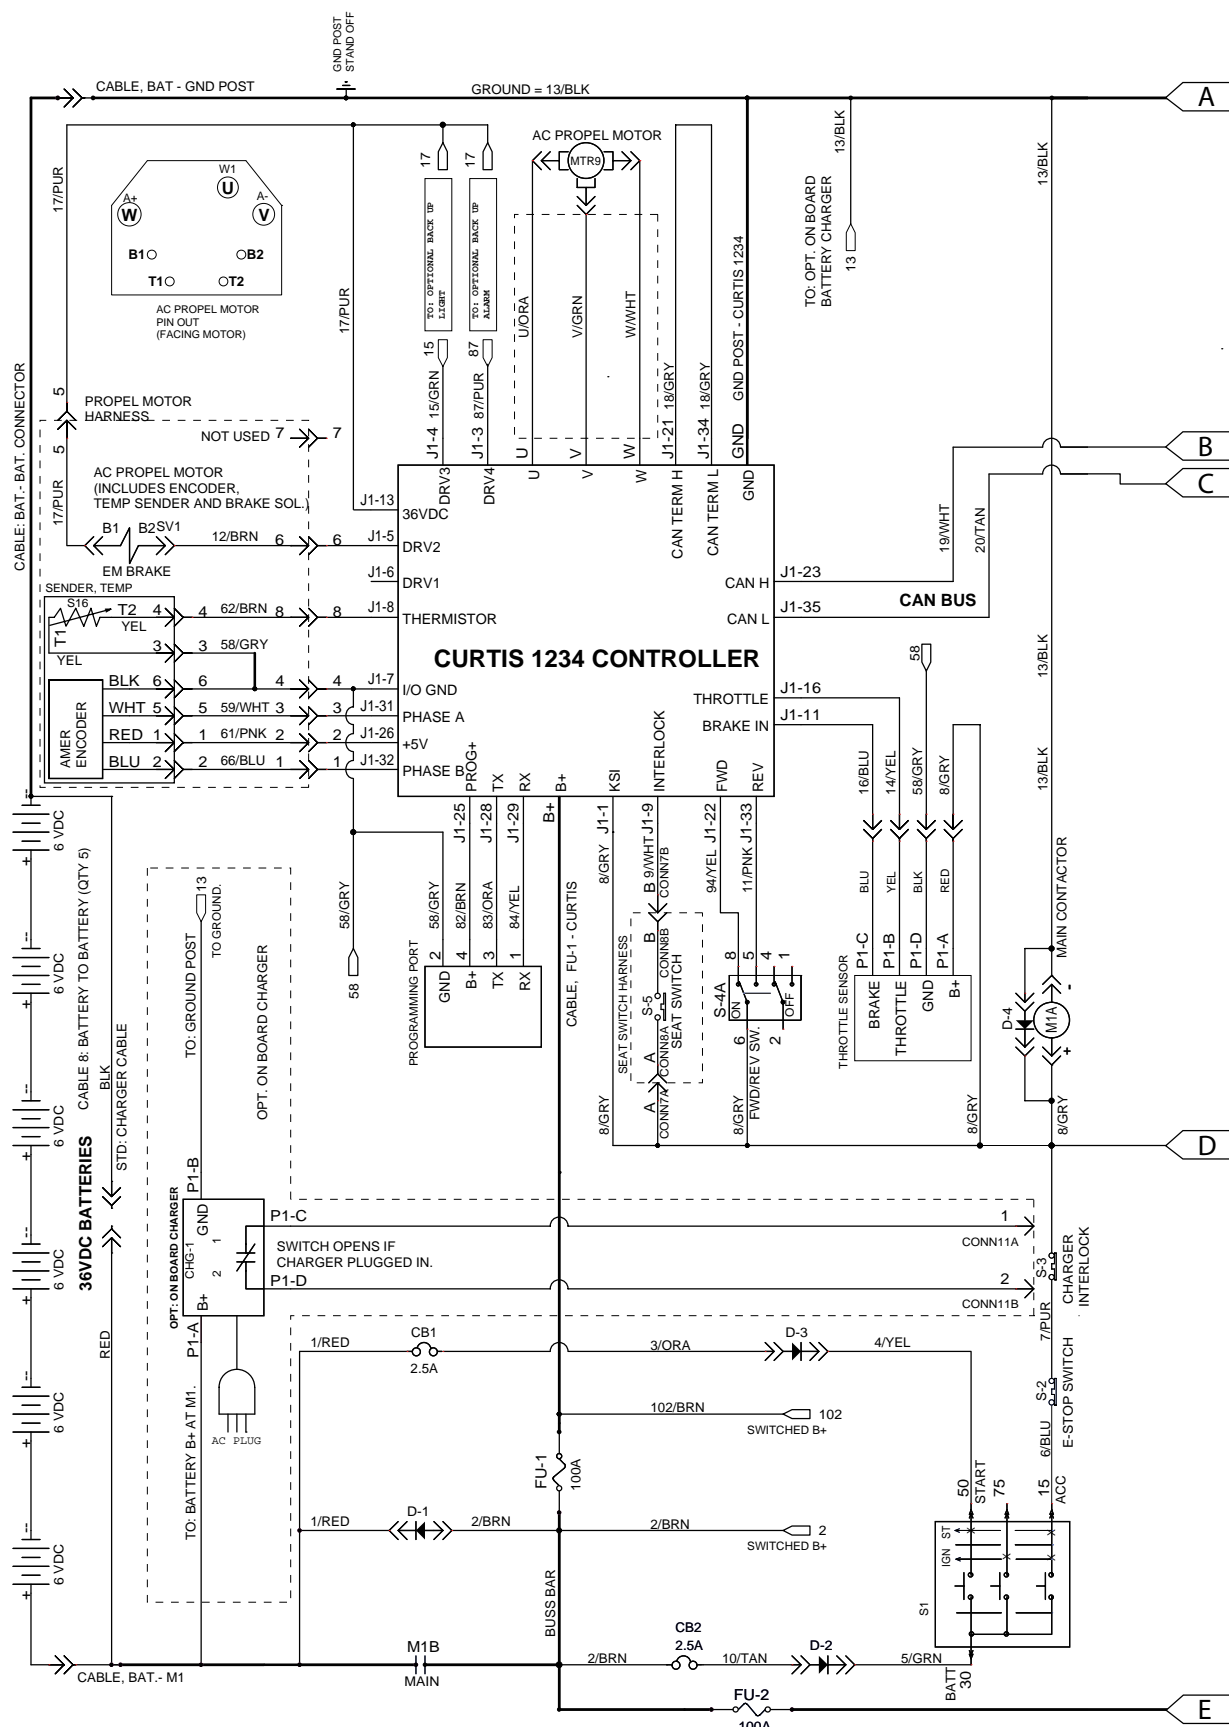 GND POST
STAND OFF
CABLE, BAT - GND POST
GROUND = 13/BLK
A
17/PUR
W1
U
A+
W
A-
V
B1
B2
T1
T2
AC PROPEL MOTOR
PIN OUT
(FACING MOTOR)
17/PUR
17
17
TO: OPTIONAL BACK UP
LIGHT
TO: OPTIONAL BACK UP
ALARM
15
87
15/GRN
87/PUR
J1-4
J1-3
AC PROPEL MOTOR
MTR9
U/ORA
V/GRN
W/WHT
U
V
W
18/GRY
18/GRY
J1-21
J1-34
GND POST - CURTIS 1234
GND
13/BLK
TO: OPT. ON BOARD
BATTERY CHARGER
13
13/BLK
CABLE: BAT.- BAT. CONNECTOR
5
5
PROPEL MOTOR
HARNESS
NOT USED 7
7
17/PUR
AC PROPEL MOTOR
(INCLUDES ENCODER,
TEMP SENDER AND BRAKE SOL.)
B1
B2
SV1
EM BRAKE
12/BRN
6
6
SENDER, TEMP
S16
T2
YEL
T1
YEL
4
4
62/BRN
8
8
3
3
58/GRY
BLK
6
6
4
4
WHT
5
5
59/WHT
3
3
RED
1
1
61/PNK
2
2
BLU
2
2
66/BLU
1
1
AMER
ENCODER
J1-13
J1-5
J1-6
J1-8
J1-7
J1-31
J1-26
J1-32
DRV3
DRV4
U
V
W
CAN TERM H
CAN TERM L
GND
36VDC
DRV2
DRV1
THERMISTOR
I/O GND
PHASE A
+5V
PHASE B
CURTIS 1234 CONTROLLER
CAN H
CAN L
THROTTLE
BRAKE IN
PROG+
TX
RX
B+
KSI
INTERLOCK
FWD
REV
J1-23
J1-35
CAN BUS
J1-16
J1-11
19/WHT
20/TAN
B
C
58
13/BLK
13/BLK
16/BLU
14/YEL
58/GRY
8/GRY
BLU
YEL
BLK
RED
P1-C
P1-B
P1-D
P1-A
BRAKE
THROTTLE
GND
B+
THROTTLE SENSOR
J1-25
J1-28
J1-29
B+
J1-1
J1-9
J1-22
J1-33
58/GRY
58
58/GRY
82/BRN
83/ORA
84/YEL
2
4
3
1
GND
B+
TX
RX
PROGRAMMING PORT
CABLE, FU-1 - CURTIS
8/GRY
9/WHT
CONN7B
B
94/YEL
11/PNK
B
CONN8B
SEAT SWITCH HARNESS
S-5
SEAT SWITCH
A
CONN8A
A
CONN7A
S-4A
8
5
4
1
ON
OFF
6
2
FWD/REV SW.
8/GRY
8/GRY
8/GRY
8/GRY
MAIN CONTACTOR
D-4
M1A
-
+
D
-- + 6 VDC
-- + 6 VDC
-- + 6 VDC
-- + 6 VDC
-- + 6 VDC
-- + 6 VDC
CABLE 8: BATTERY TO BATTERY (QTY 5)
36VDC BATTERIES
BLK
STD: CHARGER CABLE
RED
13
TO GROUND.
TO: GROUND POST
OPT. ON BOARD CHARGER
P1-B
OPT: ON BOARD CHARGER
CHG-1
GND
1
2
B+
P1-A
P1-C
SWITCH OPENS IF
CHARGER PLUGGED IN.
P1-D
AC PLUG
TO: BATTERY B+ AT M1.
1
CONN11A
2
CONN11B
S-3
CHARGER
INTERLOCK
7/PUR
S-2
E-STOP SWITCH
6/BLU
1/RED
CB1
2.5A
3/ORA
D-3
4/YEL
102/BRN
102
SWITCHED B+
FU-1
100A
1/RED
D-1
2/BRN
2/BRN
2
SWITCHED B+
50
START
75
15
ACC
IGN
ST
S1
BATT
30
BUSS BAR
CABLE, BAT.- M1
M1B
MAIN
2/BRN
CB2
2.5A
10/TAN
D-2
5/GRN
FU-2
100A
E